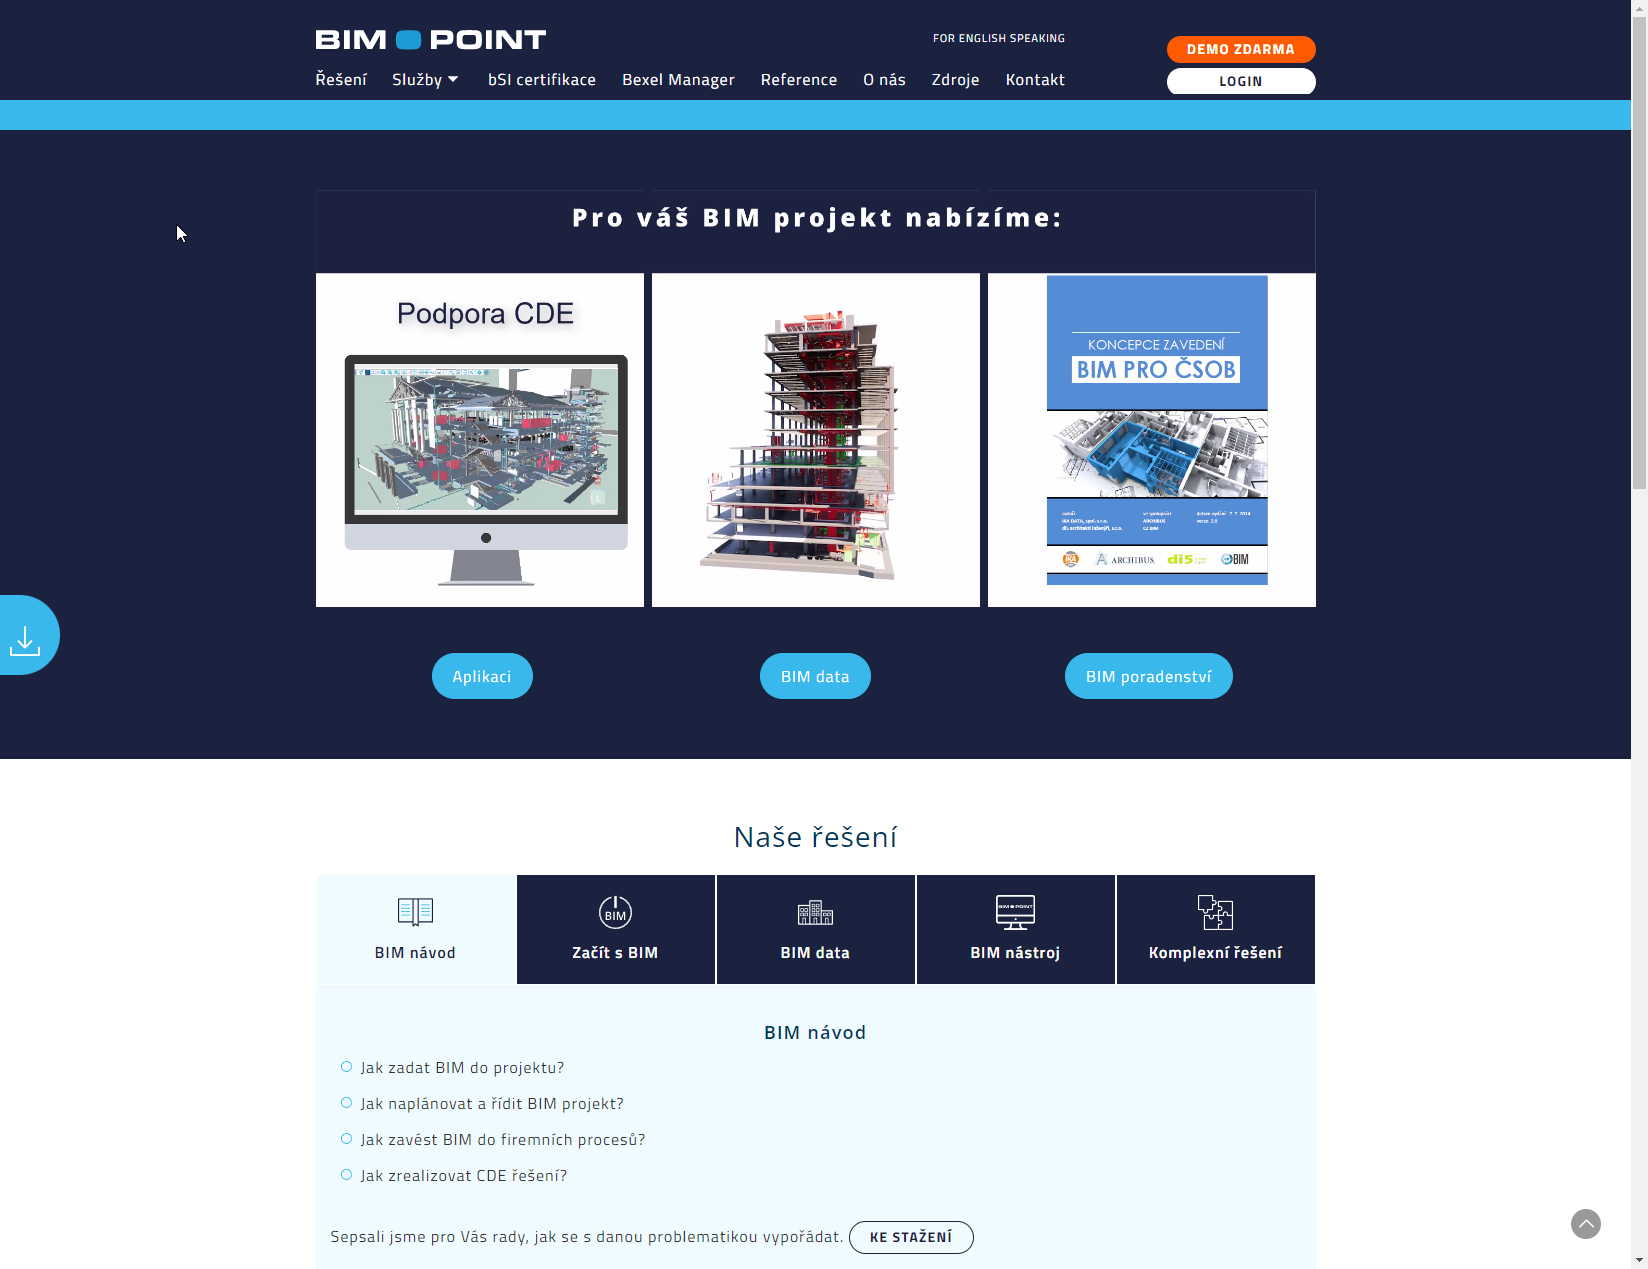 BIM POINT
FOR ENGLISH SPEAKING
DEMO ZDARMA
Řešení Služby bSI certifikace Bexel Manager Reference O nás Zdroje Kontakt
LOGIN
Pro váš BIM projekt nabízíme:
Podpora CDE
KONCEPCE ZAVEDENÍ
BIM PRO ČSOB
ARCHIBUS
ARCHIBUS
di5
BIM
Aplikaci
BIM data
BIM poradenství
Naše řešení
BIM
BIM POINT
BIM návod
Začít s BIM
BIM data
BIM nástroj
Komplexní řešení
BIM návod
Jak zadat BIM do projektu?
Jak naplánovat a řídit BIM projekt?
Jak zavést BIM do firemních procesů?
Jak zrealizovat CDE řešení?
Sepsali jsme pro Vás rady, jak se s danou problematikou vypořádat. KE STAŽENÍ